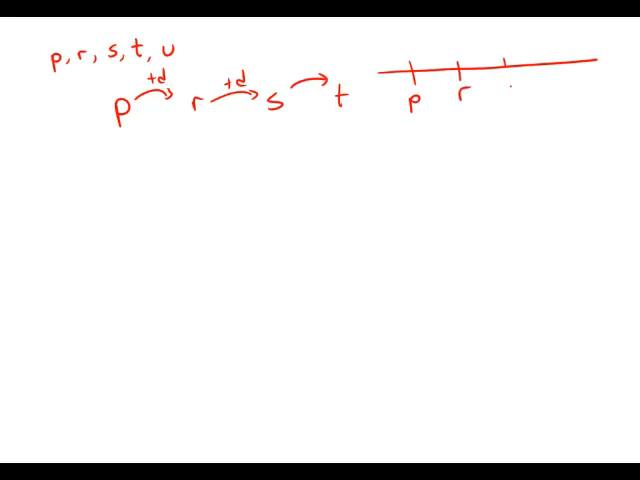 p, r, s, t, u
+d +d
p r s t
p r